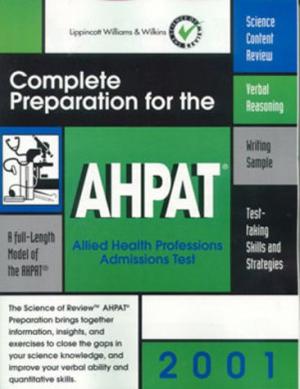 Lippincott Williams & Wilkins
Complete
Preparation for the
AHPAT®
Allied Health Professions
Admissions Test
Science
Content
Review
Verbal
Reasoning
Writing
Sample
Test-
taking
Skills and
Strategies
A full-Length
Model of
the AHPAT®
The Science of Review™ AHPAT®
Preparation brings together
information, insights, and
exercises to close the gaps in
your science knowledge, and
improve your verbal ability and
quantitative skills.
2001